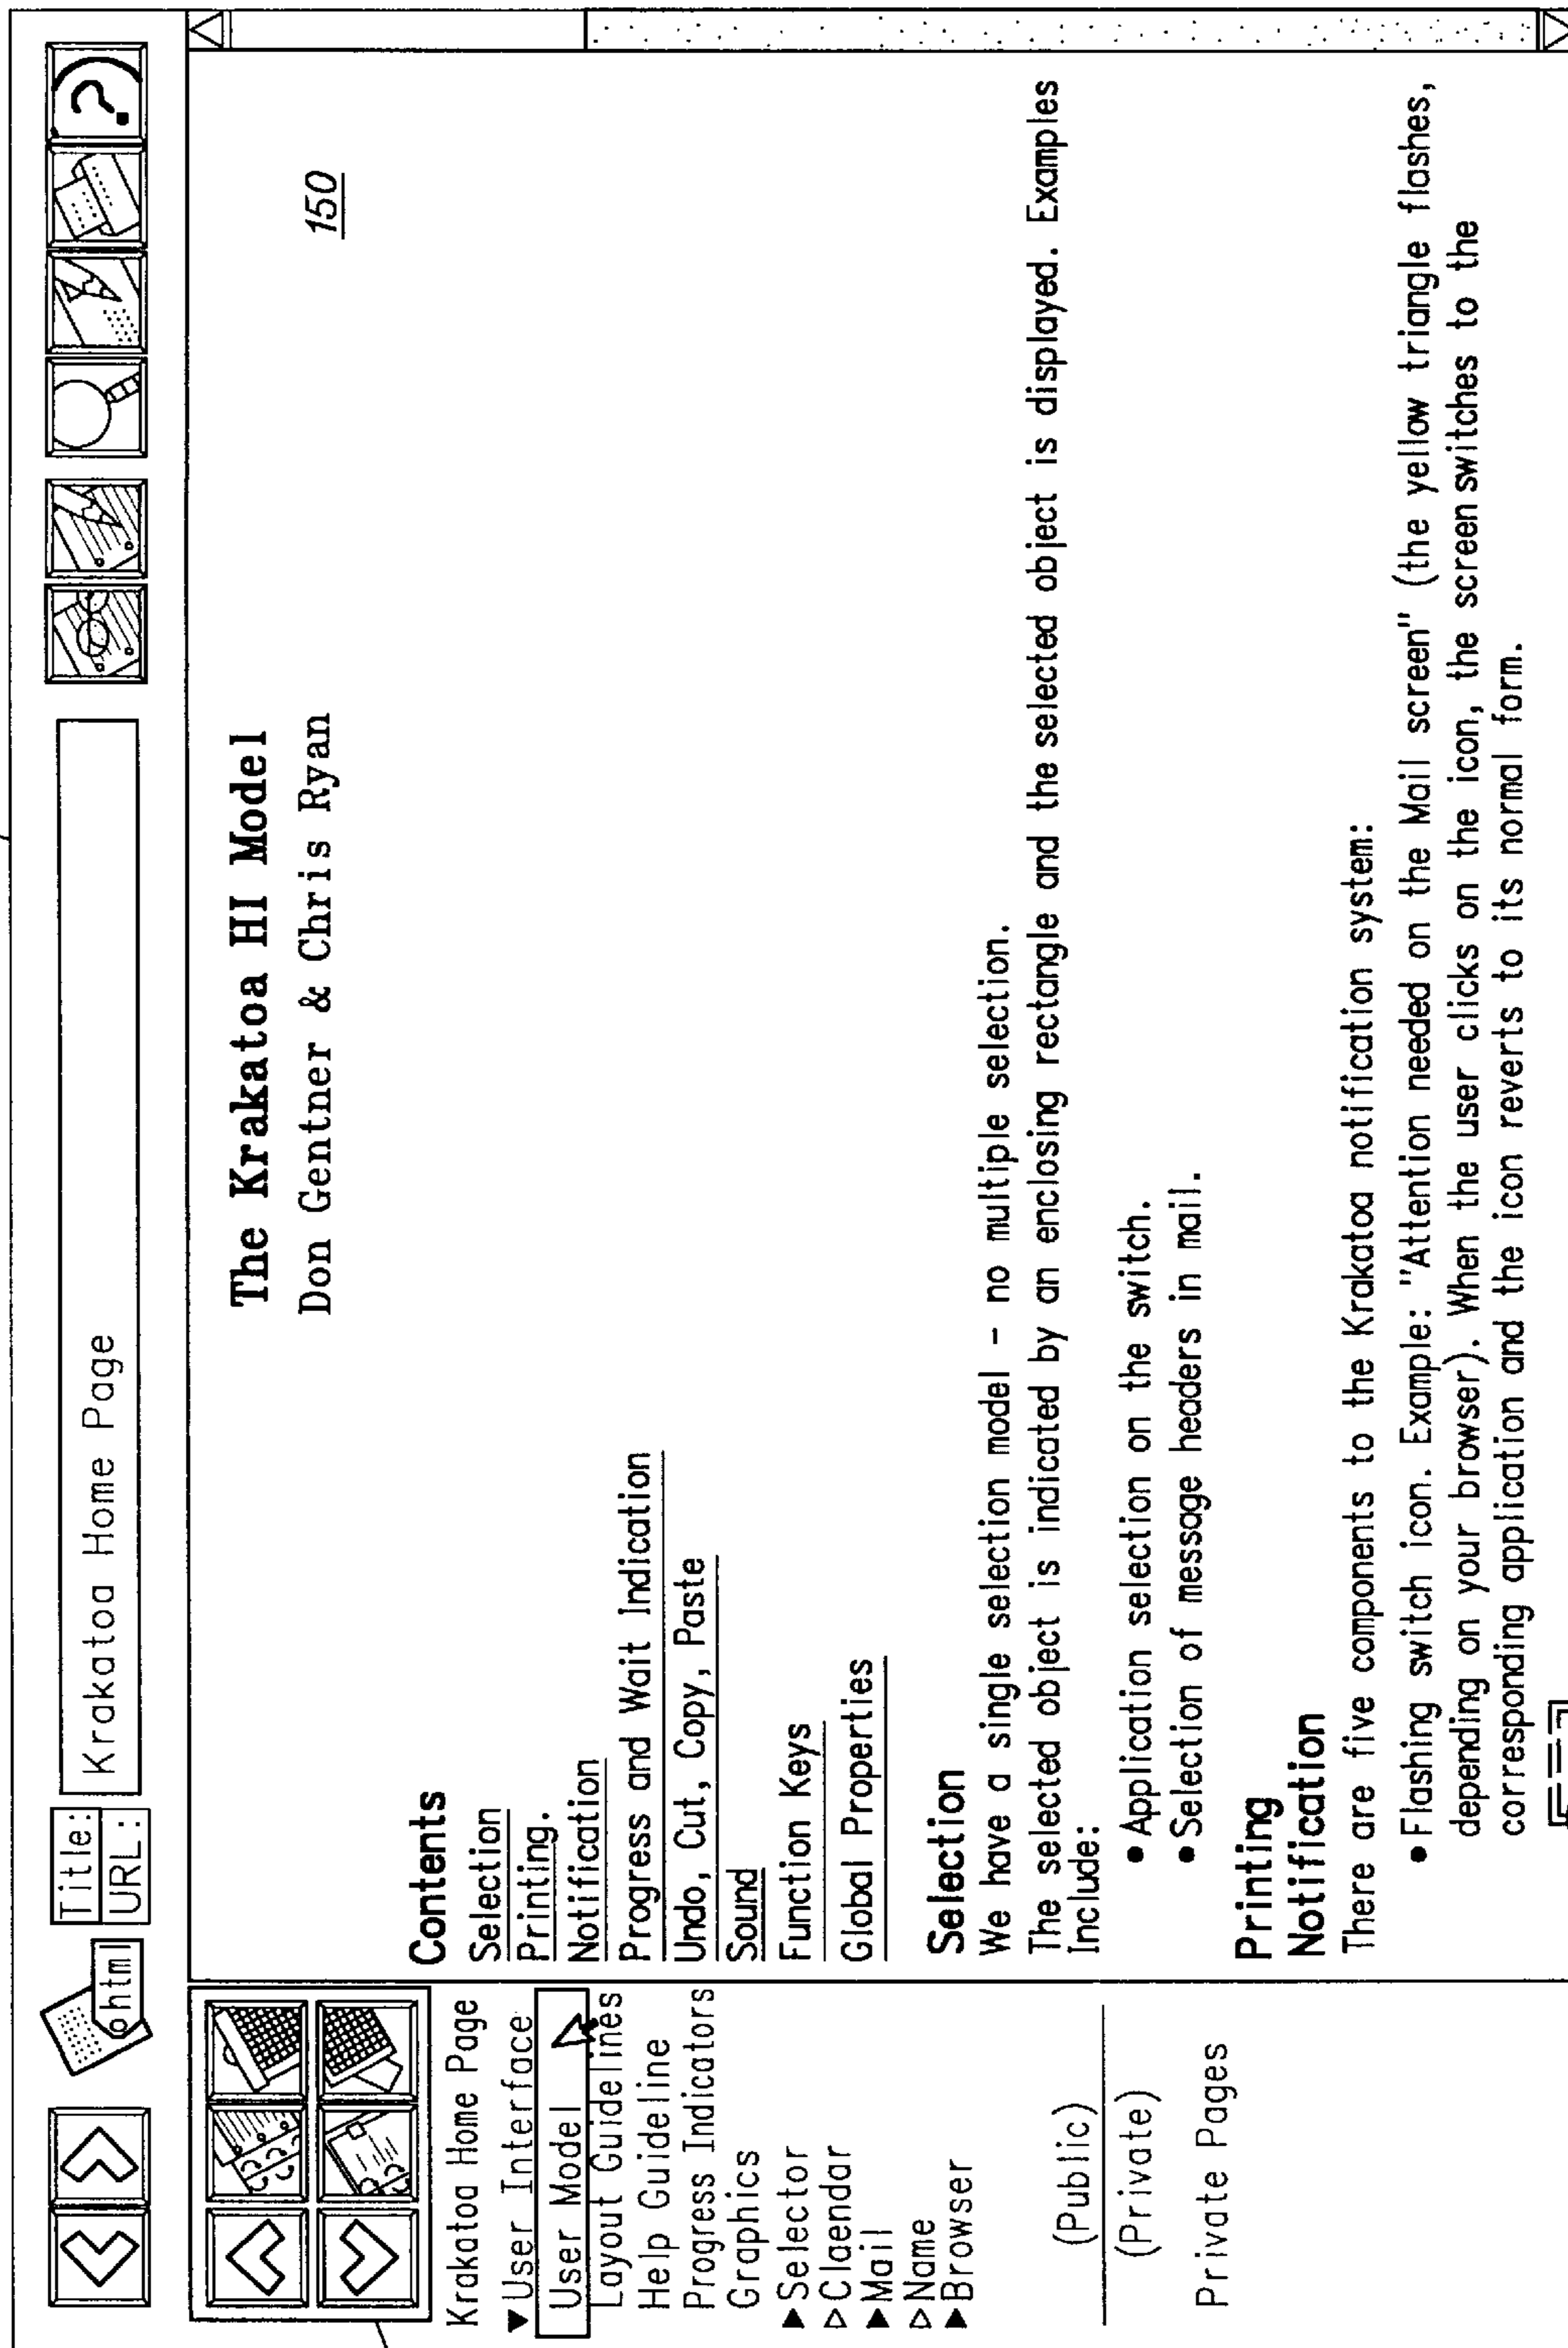 html
Title:
URL:
Krakatoa Home Page
?
Krakatoa Home Page
▼User Interface
User Model
Layout Guidelines
Help Guideline
Progress Indicators
Graphics
▶Selector
▷Claendar
▶Mail
▷Name
▶Browser
(Public)
(Private)
Private Pages
The Krakatoa HI Model
Don Gentner & Chris Ryan
150
Contents
Selection
Printing.
Notification
Progress and Wait Indication
Undo, Cut, Copy, Paste
Sound
Function Keys
Global Properties
Selection
We have a single selection model - no multiple selection.
The selected object is indicated by an enclosing rectangle and the selected object is displayed. Examples
Include:
• Application selection on the switch.
• Selection of message headers in mail.
Printing
Notification
There are five components to the Krakatoa notification system:
• Flashing switch icon. Example: "Attention needed on the Mail screen" (the yellow triangle flashes,
depending on your browser). When the user clicks on the icon, the screen switches to the
corresponding application and the icon reverts to its normal form.